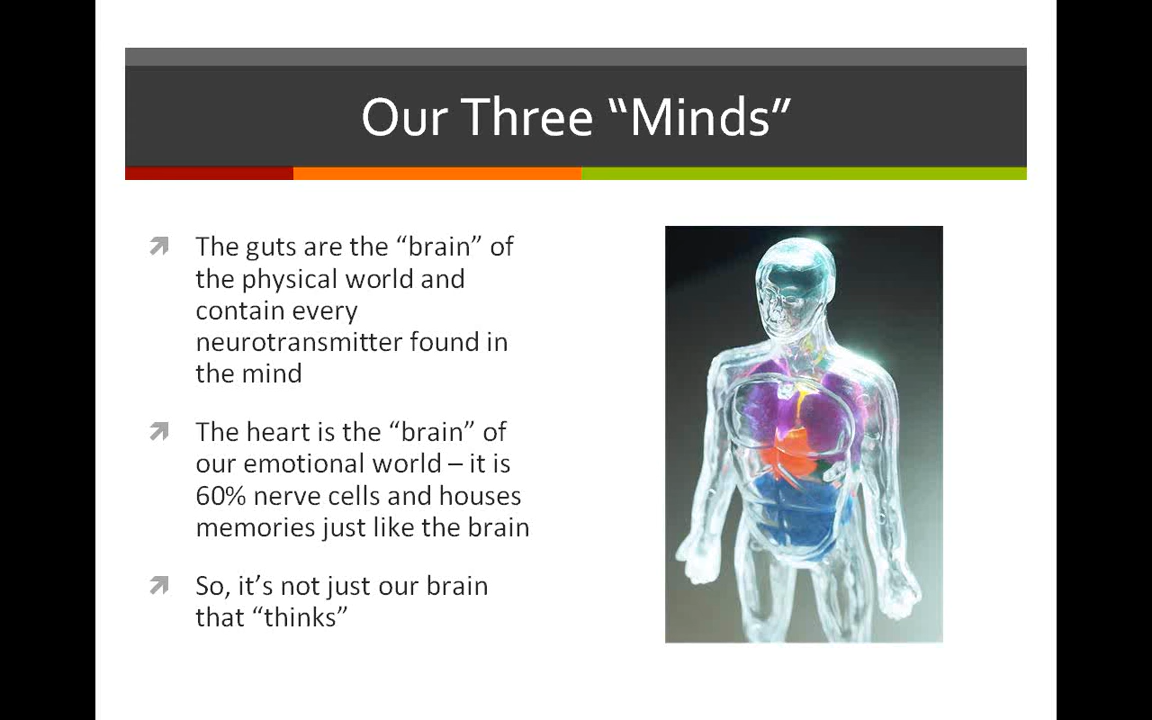 Our Three “Minds”
The guts are the “brain” of
the physical world and
contain every
neurotransmitter found in
the mind
The heart is the “brain” of
our emotional world – it is
60% nerve cells and houses
memories just like the brain
So, it’s not just our brain
that “thinks”